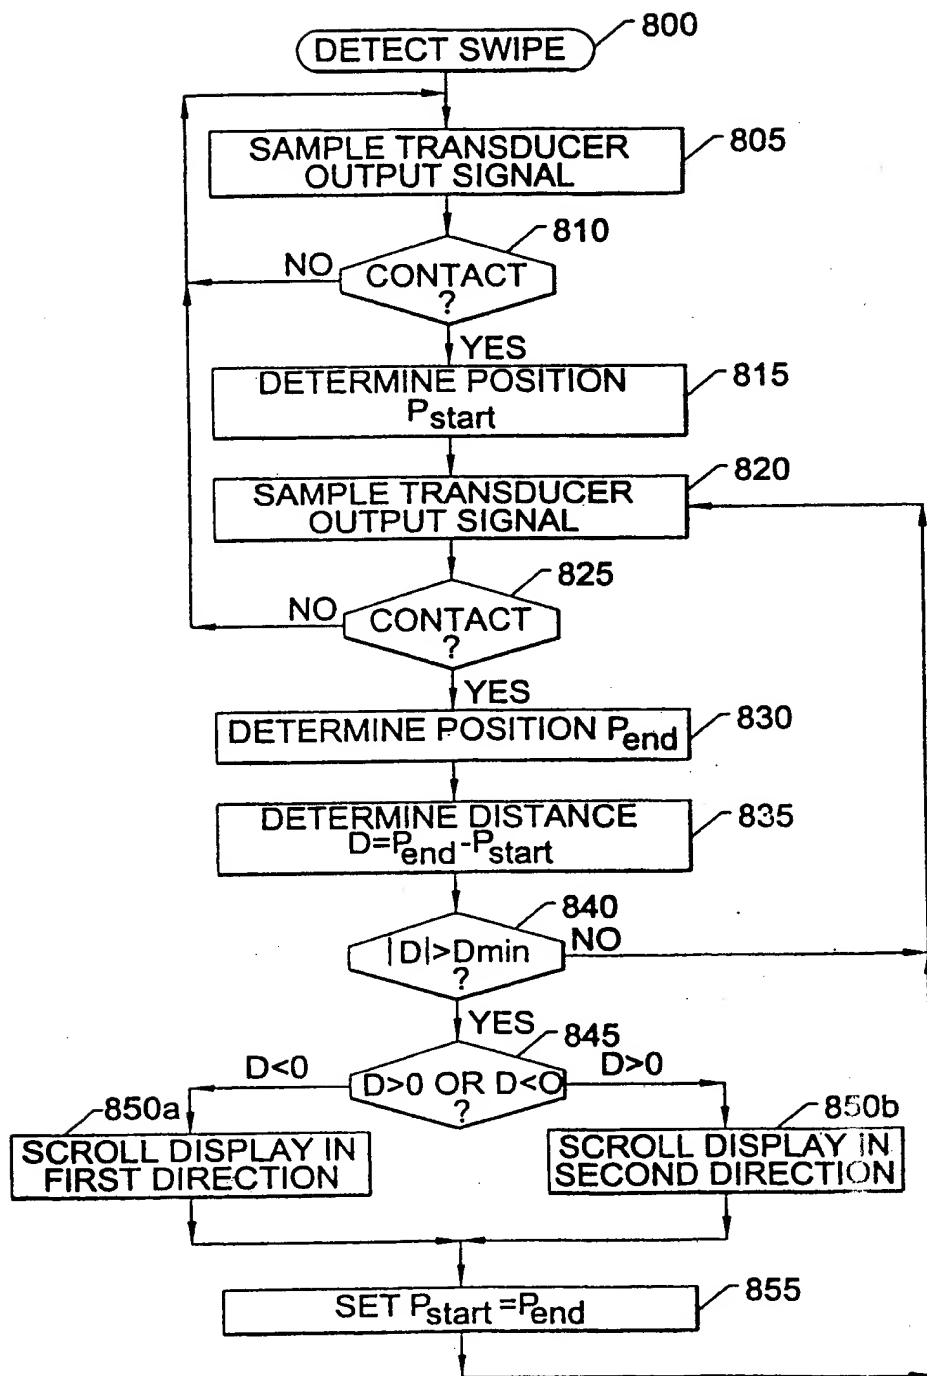 DETECT SWIPE
800
SAMPLE TRANSDUCER
OUTPUT SIGNAL
805
CONTACT
?
810
NO
YES
DETERMINE POSITION
Pstart
815
SAMPLE TRANSDUCER
OUTPUT SIGNAL
820
CONTACT
?
825
NO
YES
DETERMINE POSITION Pend
830
DETERMINE DISTANCE
D=Pend-Pstart
835
|D|>Dmin
?
840
NO
YES
D>0 OR D<O
?
845
D<0
D>0
850a
SCROLL DISPLAY IN
FIRST DIRECTION
850b
SCROLL DISPLAY IN
SECOND DIRECTION
SET Pstart=Pend
855